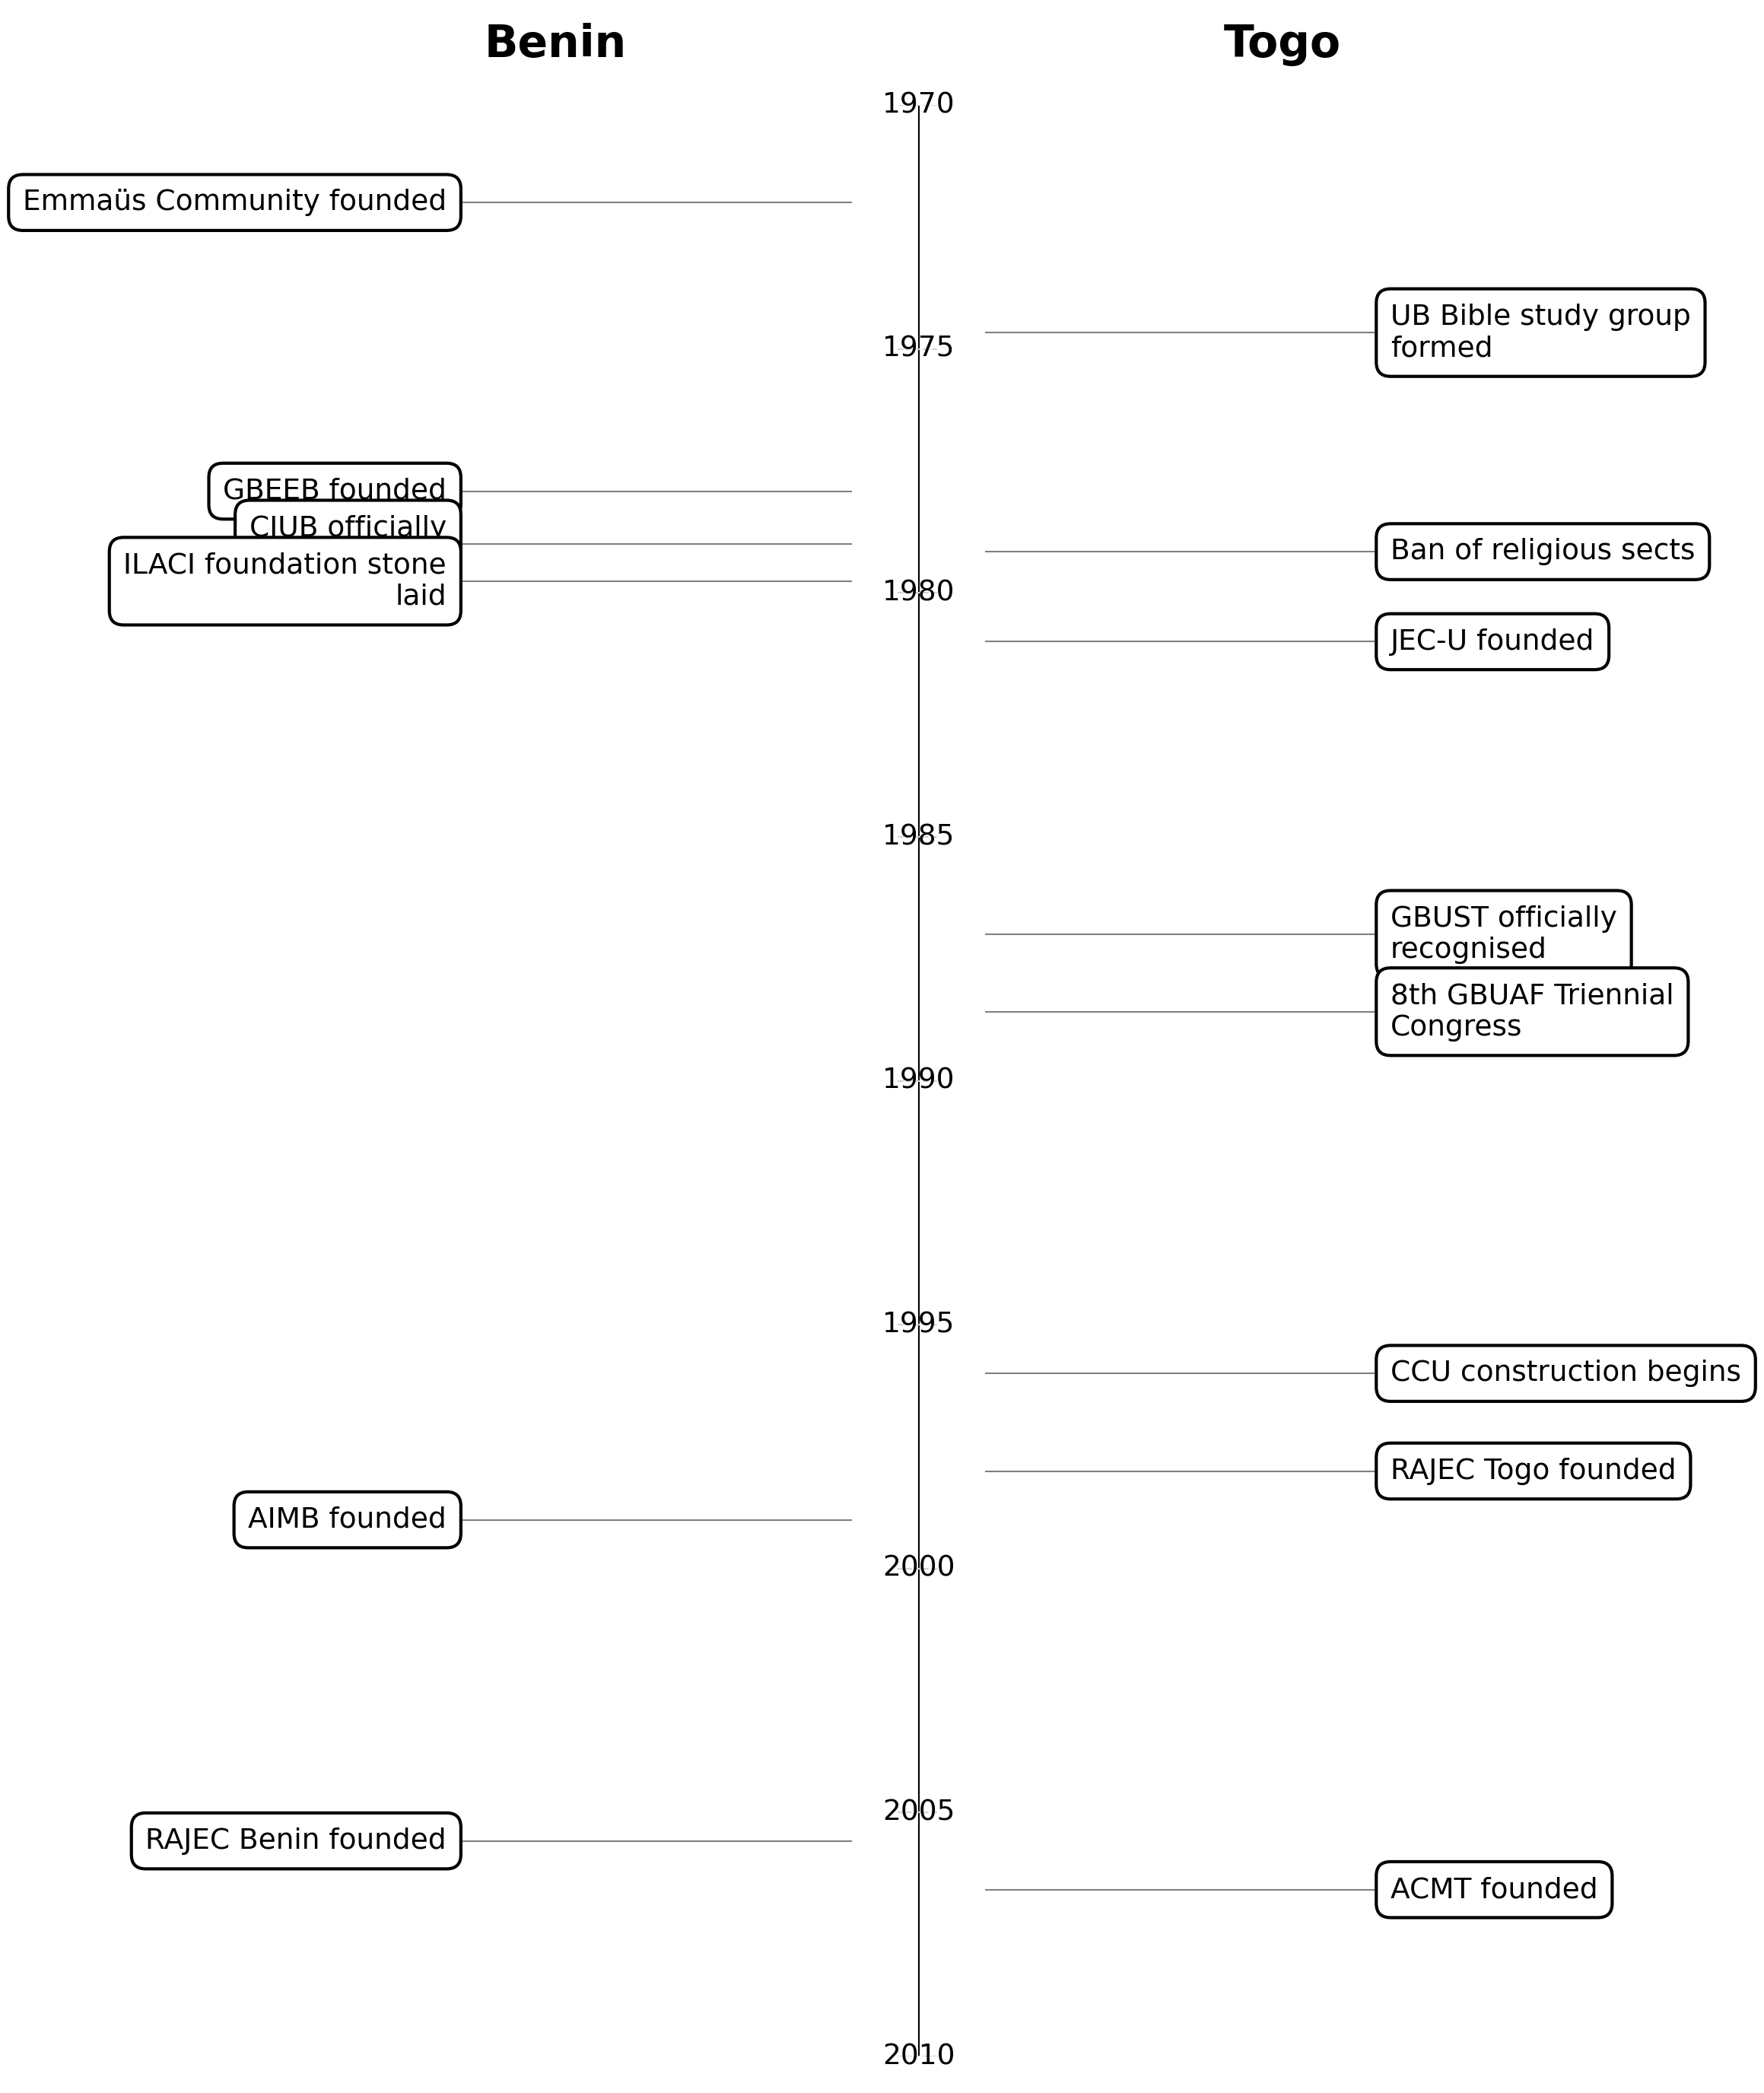 Benin
Togo
1970
Emmaüs Community founded
UB Bible study group
formed
1975
GBEEB founded
CIUB officially
ILACI foundation stone
laid
Ban of religious sects
1980
JEC-U founded
1985
GBUST officially
recognised
8th GBUAF Triennial
Congress
1990
1995
CCU construction begins
RAJEC Togo founded
AIMB founded
2000
2005
RAJEC Benin founded
ACMT founded
2010